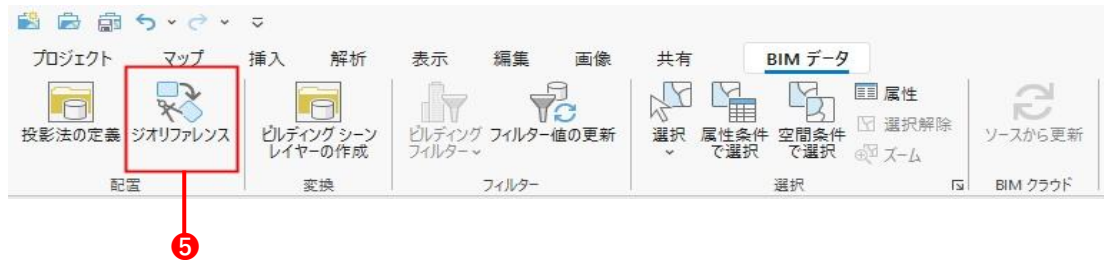 プロジェクト マップ 挿入 解析 表示 編集 画像 共有 BIM データ
投影法の定義 ジオリファレンス
配置
ビルディング シーン
レイヤーの作成
変換
ビルディング
フィルター
フィルター値の更新
フィルター
選択
属性条件
で選択
空間条件
で選択
属性
選択解除
ズーム
選択
ソースから更新
BIM クラウド
5